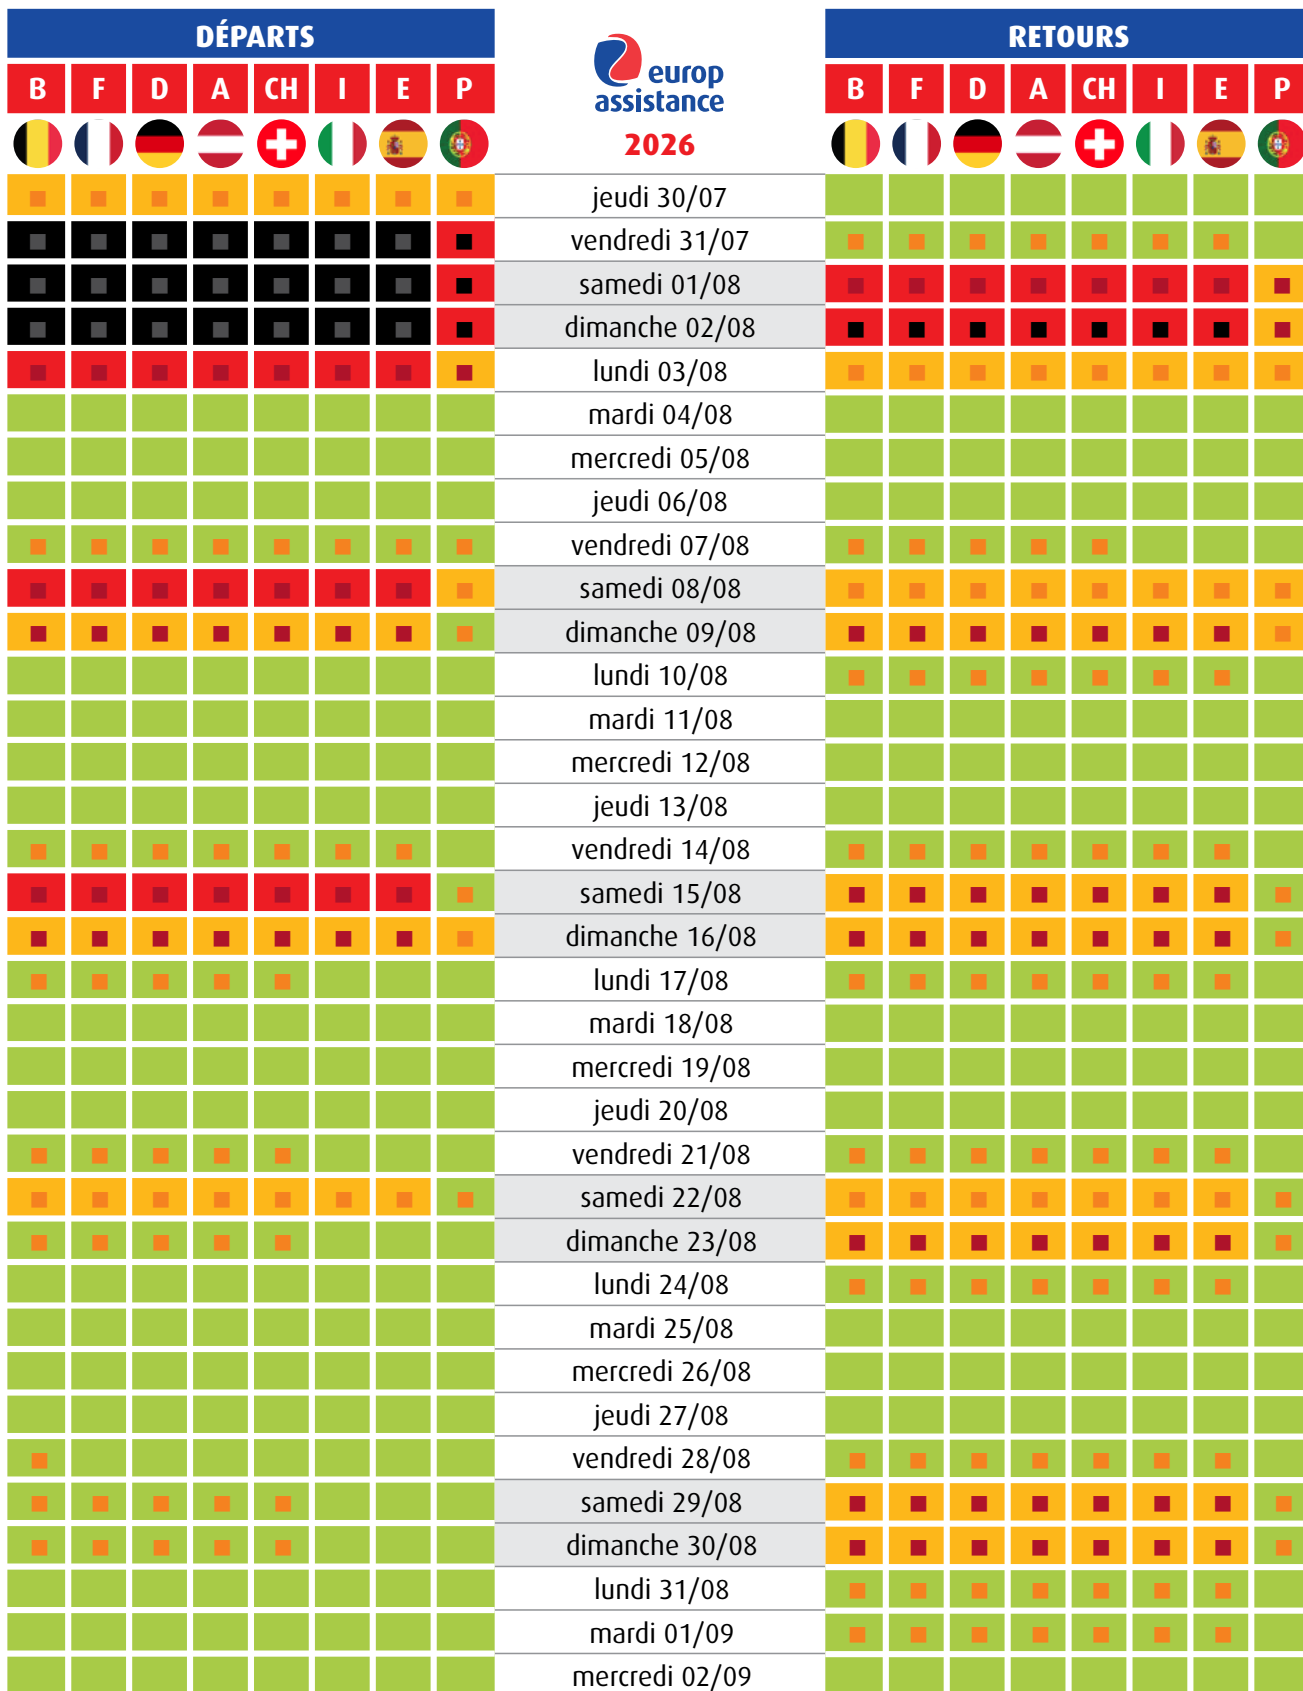 DÉPARTS
RETOURS
B F D A CH I E P
europ
assistance
2026
B F D A CH I E P
jeudi 30/07
vendredi 31/07
samedi 01/08
dimanche 02/08
lundi 03/08
mardi 04/08
mercredi 05/08
jeudi 06/08
vendredi 07/08
samedi 08/08
dimanche 09/08
lundi 10/08
mardi 11/08
mercredi 12/08
jeudi 13/08
vendredi 14/08
samedi 15/08
dimanche 16/08
lundi 17/08
mardi 18/08
mercredi 19/08
jeudi 20/08
vendredi 21/08
samedi 22/08
dimanche 23/08
lundi 24/08
mardi 25/08
mercredi 26/08
jeudi 27/08
vendredi 28/08
samedi 29/08
dimanche 30/08
lundi 31/08
mardi 01/09
mercredi 02/09